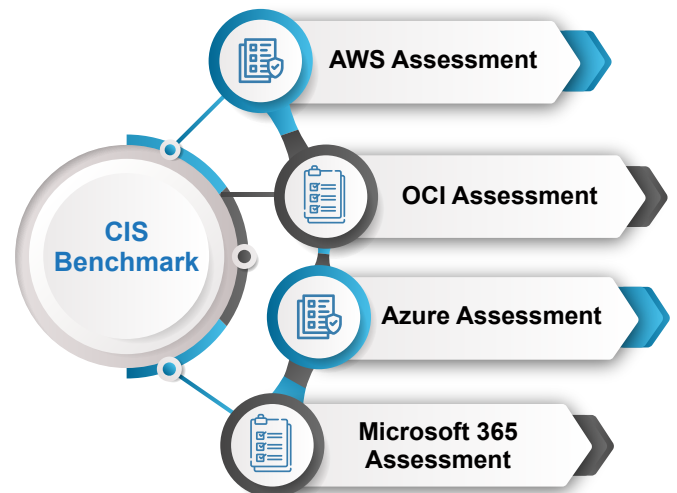 AWS Assessment
OCI Assessment
CIS
Benchmark
Azure Assessment
Microsoft 365
Assessment